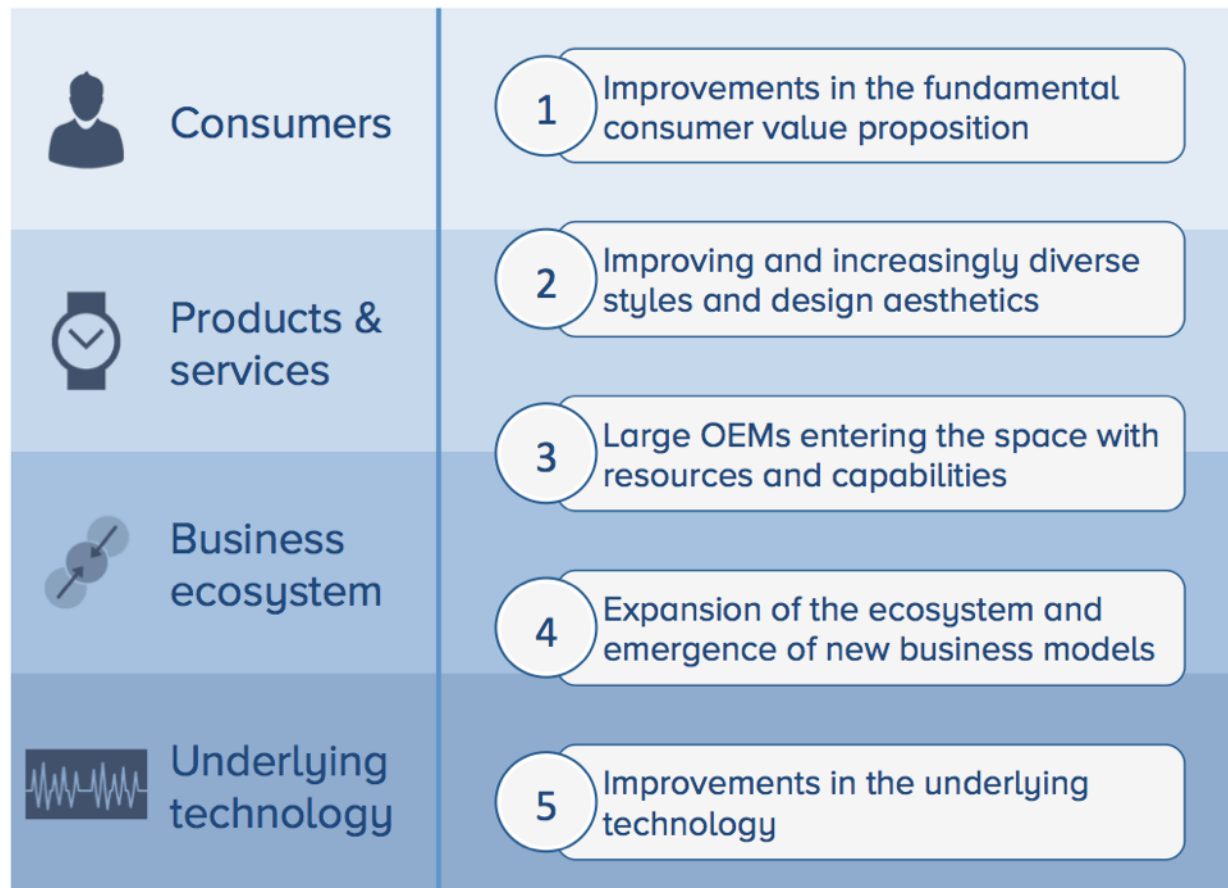 Consumers
1
Improvements in the fundamental
consumer value proposition
2
Improving and increasingly diverse
styles and design aesthetics
Products &
services
3
Large OEMs entering the space with
resources and capabilities
Business
ecosystem
4
Expansion of the ecosystem and
emergence of new business models
Underlying
technology
5
Improvements in the underlying
technology